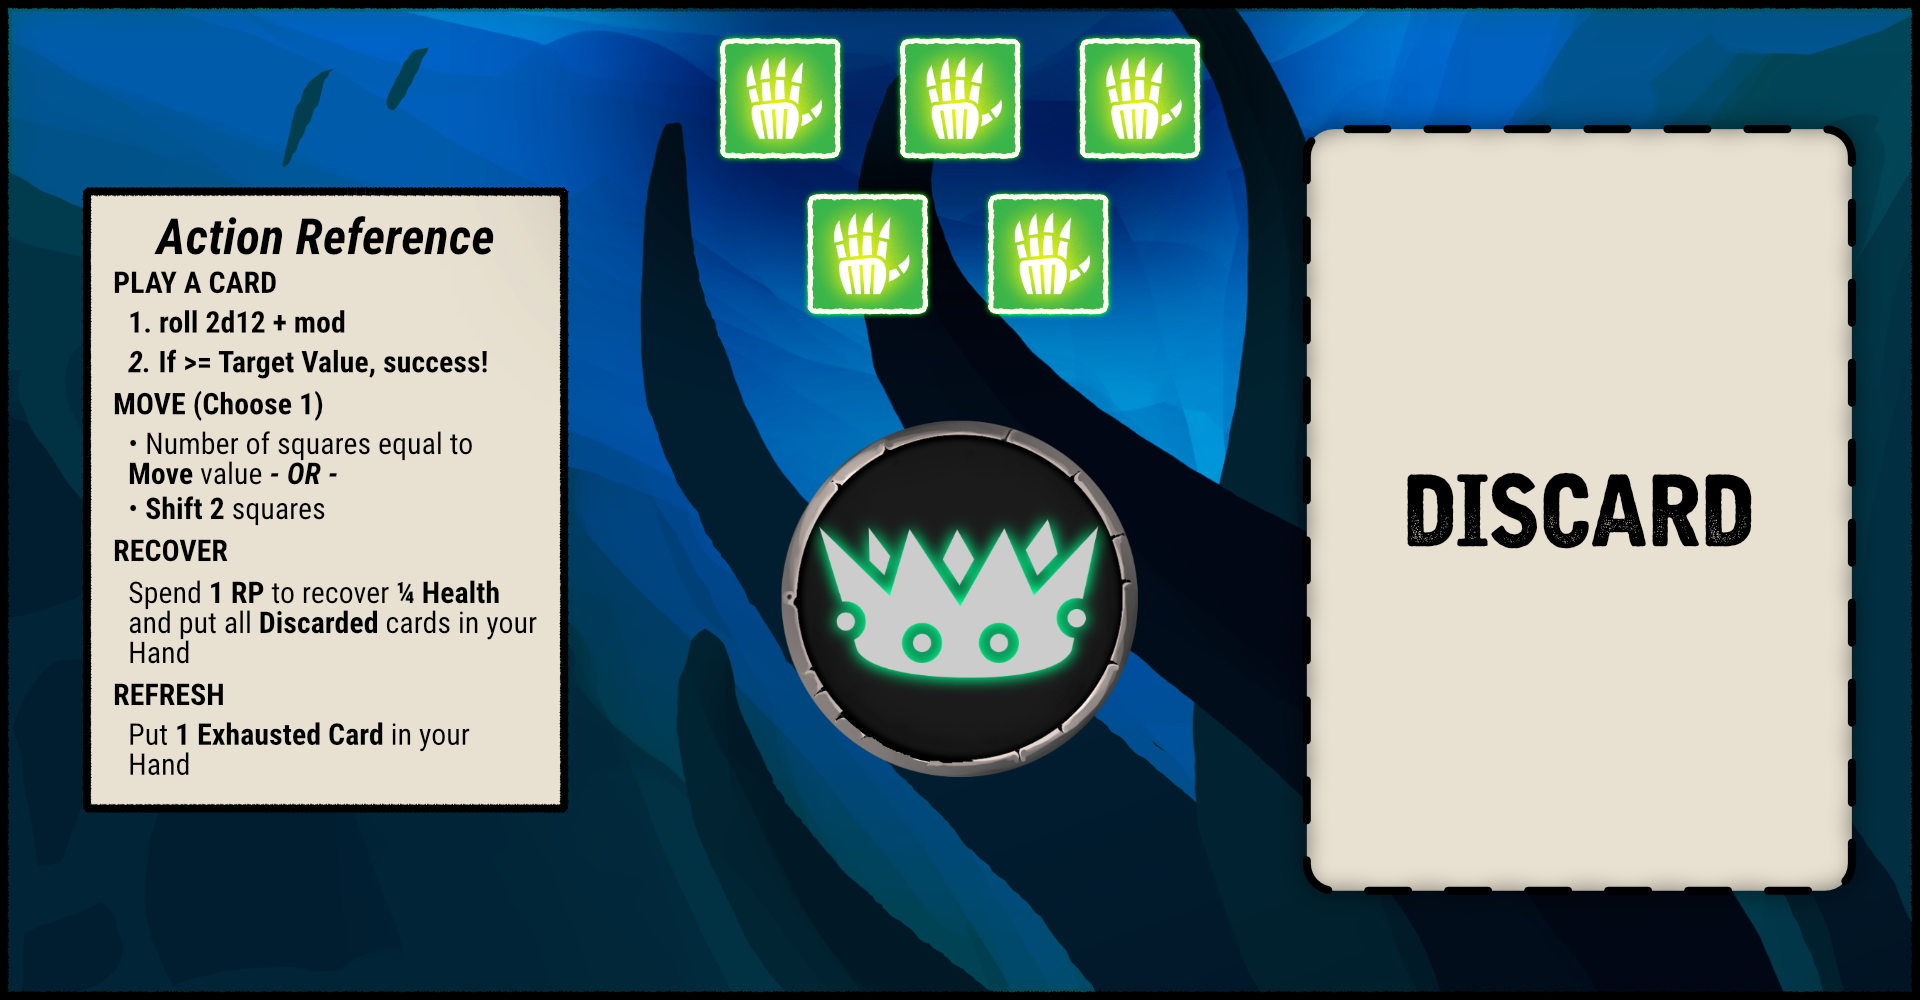 Action Reference
PLAY A CARD
1. roll 2d12 + mod
2. If >= Target Value, success!
MOVE (Choose 1)
• Number of squares equal to
Move value - OR -
• Shift 2 squares
RECOVER
Spend 1 RP to recover ¼ Health
and put all Discarded cards in your
Hand
REFRESH
Put 1 Exhausted Card in your
Hand
DISCARD